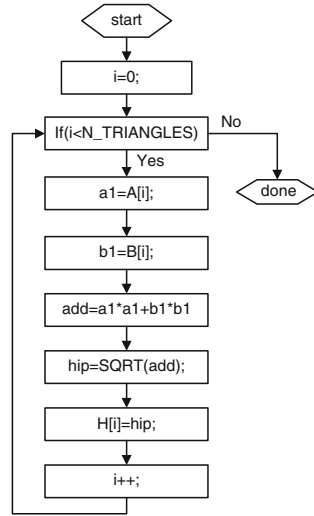 start
i=0;
If(i<N_TRIANGLES)
No
Yes
done
a1=A[i];
b1=B[i];
add=a1*a1+b1*b1
hip=SQRT(add);
H[i]=hip;
i++;